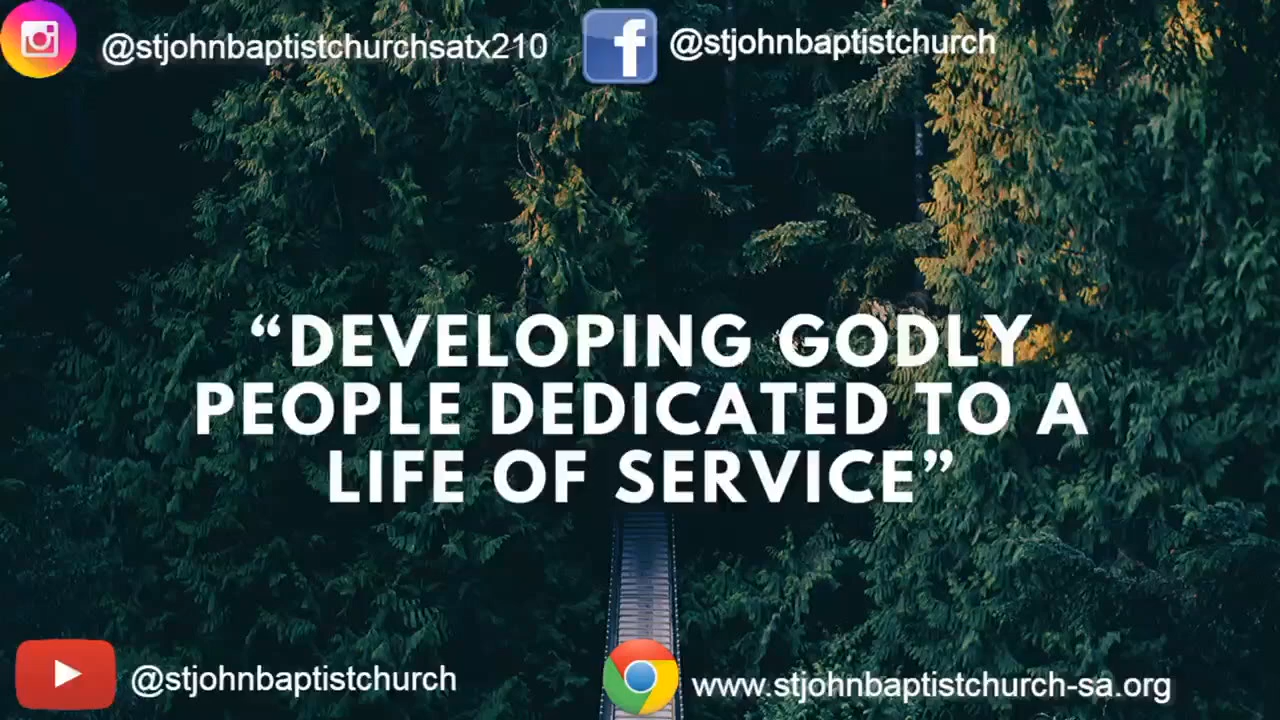 @stjohnbaptistchurchsatx210
@stjohnbaptistchurch
“DEVELOPING GODLY
PEOPLE DEDICATED TO A
LIFE OF SERVICE”
@stjohnbaptistchurch
www.stjohnbaptistchurch-sa.org